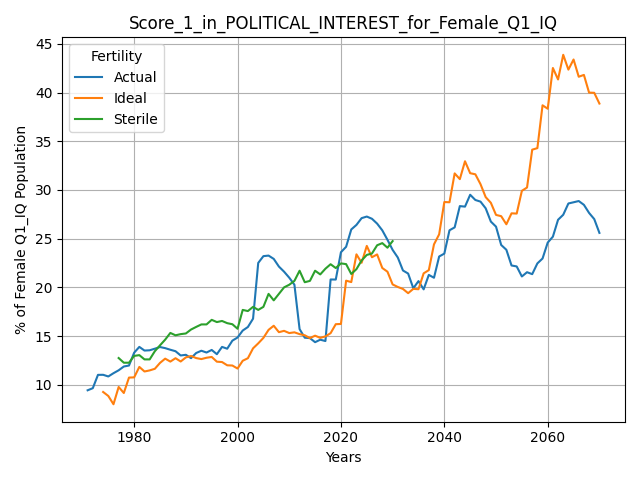 Score_1_in_POLITICAL_INTEREST_for_Female_Q1_IQ
Fertility
Actual
Ideal
Sterile
% of Female Q1_IQ Population
45
40
35
30
25
20
15
10
1980 2000 2020 2040 2060
Years